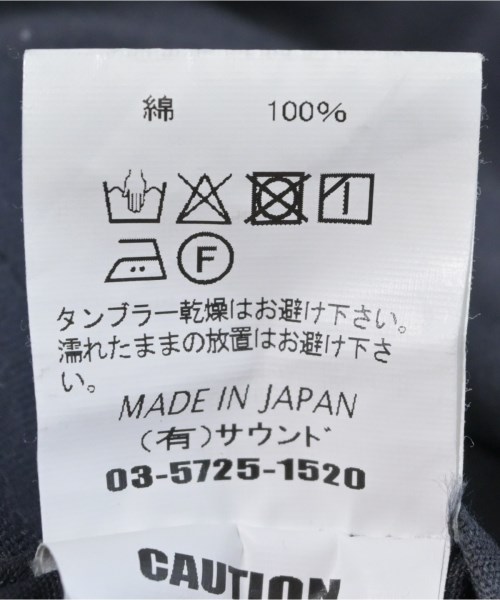 綿 100%
F
タンブラー乾燥はお避け下さい。
濡れたままの放置はお避け下さ
い。
MADE IN JAPAN
(有)サウンド
03-5725-1520
CAUTION